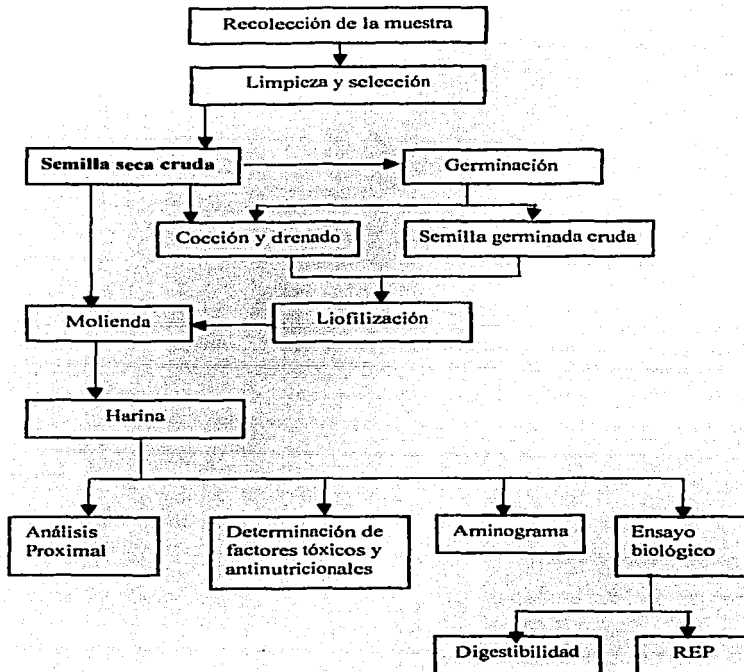 Recolección de la muestra
Limpieza y selección
Semilla seca cruda
Germinación
Cocción y drenado
Semilla germinada cruda
Molienda
Liofilización
Harina
Análisis
Proximal
Determinación de
factores tóxicos y
antinutricionales
Aminograma
Ensayo
biológico
Digestibilidad
REP